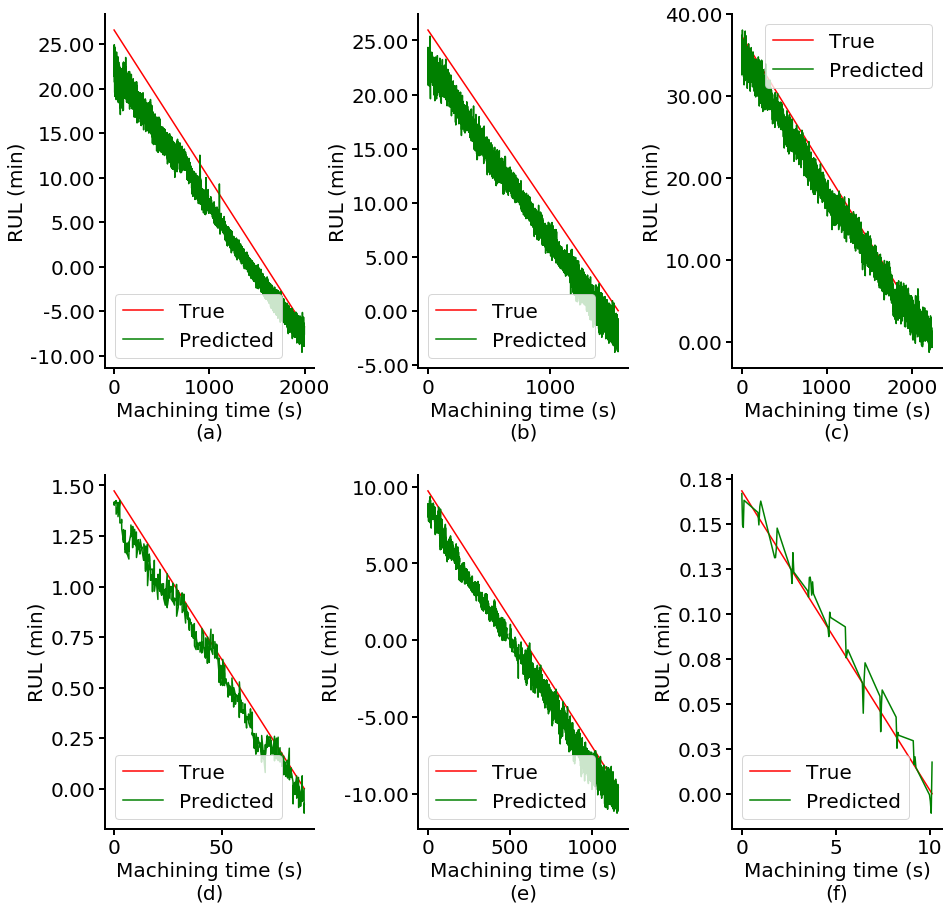 25.00
20.00
15.00
10.00
5.00
0.00
-5.00
-10.00
RUL (min)
True
Predicted
0 1000 2000
Machining time (s)
(a)
25.00
20.00
15.00
10.00
5.00
0.00
-5.00
RUL (min)
True
Predicted
0 1000
Machining time (s)
(b)
40.00
30.00
20.00
10.00
0.00
RUL (min)
True
Predicted
0 1000 2000
Machining time (s)
(c)
1.50
1.25
1.00
0.75
0.50
0.25
0.00
RUL (min)
True
Predicted
0 50
Machining time (s)
(d)
10.00
5.00
0.00
-5.00
-10.00
RUL (min)
True
Predicted
0 500 1000
Machining time (s)
(e)
0.18
0.15
0.13
0.10
0.08
0.05
0.03
0.00
RUL (min)
True
Predicted
0 5 10
Machining time (s)
(f)